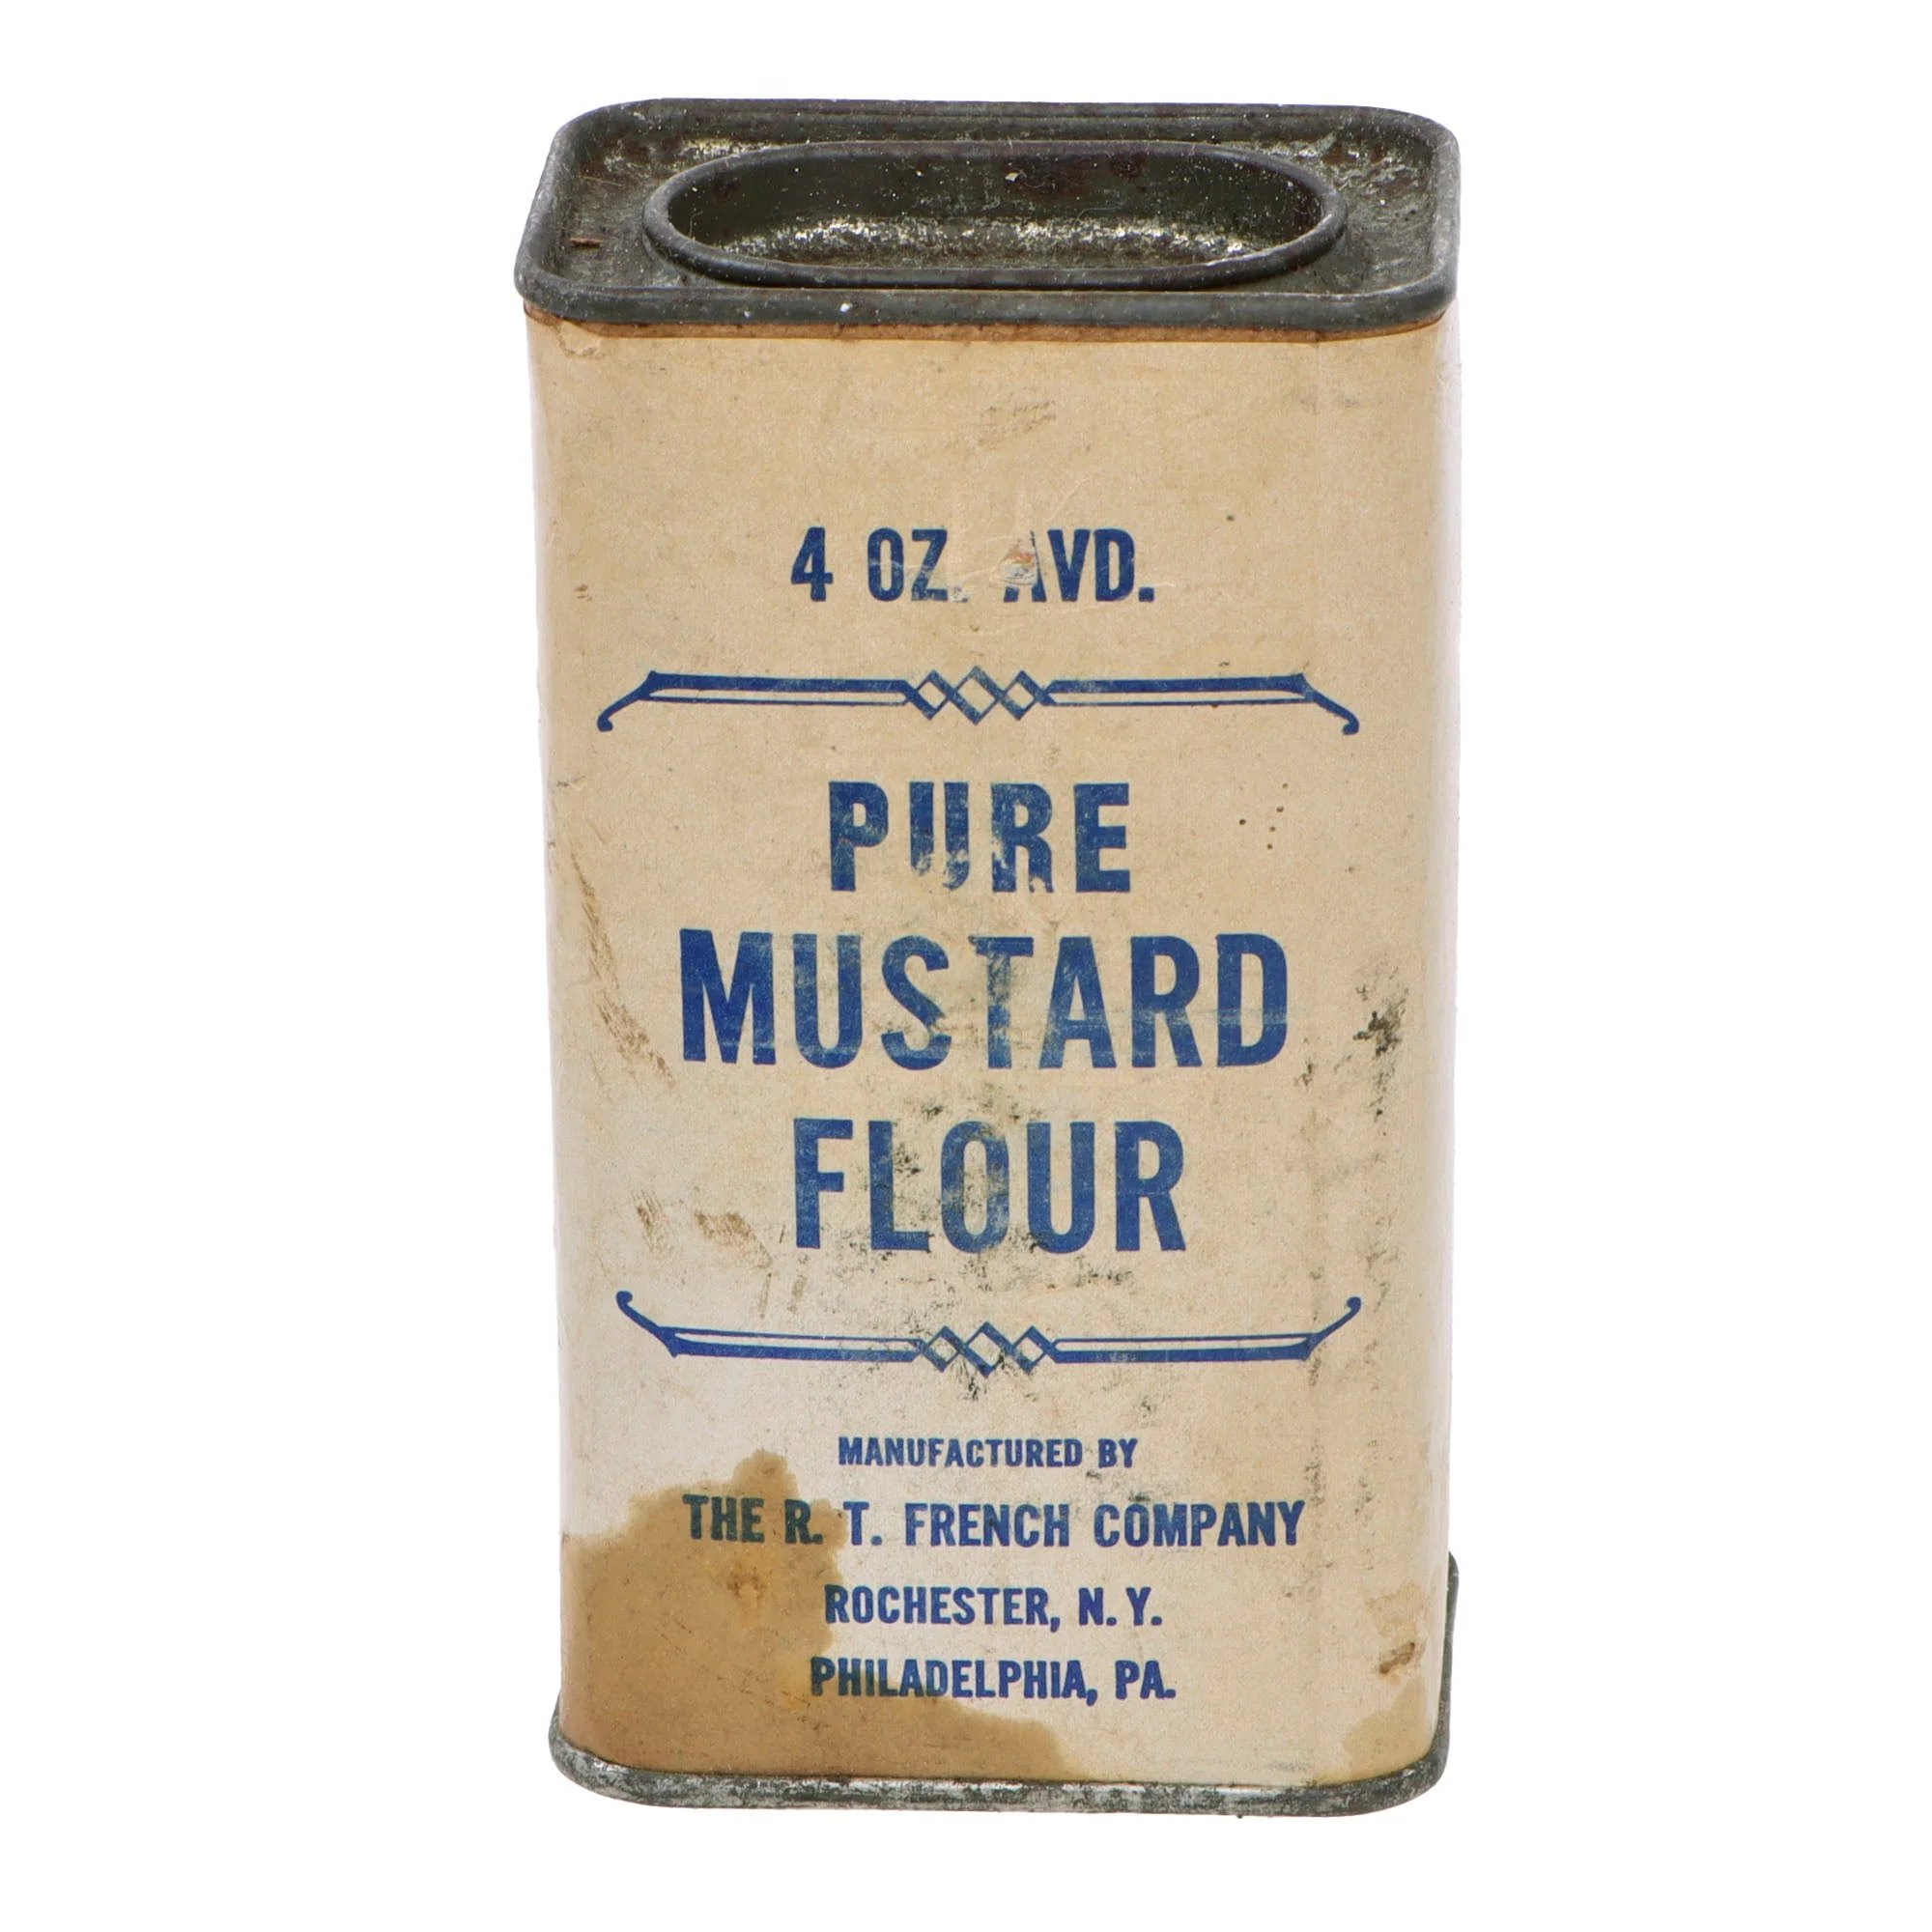 4 OZ. AVD.
PURE
MUSTARD
FLOUR
MANUFACTURED BY
THE R. T. FRENCH COMPANY
ROCHESTER, N. Y.
PHILADELPHIA, PA.